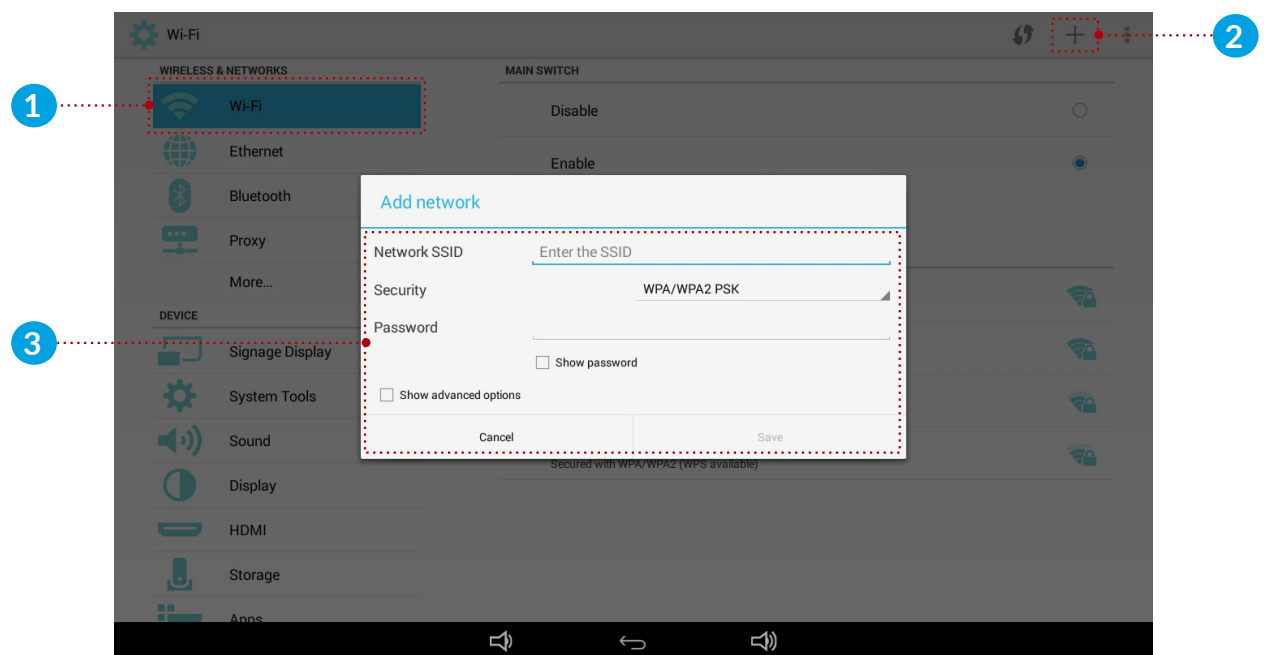 Wi-Fi
2
WIRELESS & NETWORKS
MAIN SWITCH
1
Wi-Fi
Disable
Ethernet
Enable
Bluetooth
Add network
Proxy
Network SSID
Enter the SSID
More...
Security
WPA/WPA2 PSK
DEVICE
Password
3
Signage Display
Show password
System Tools
Show advanced options
Sound
Cancel
Save
Secured with WPA/WPA2 (WPS available)
Display
HDMI
Storage
Apps